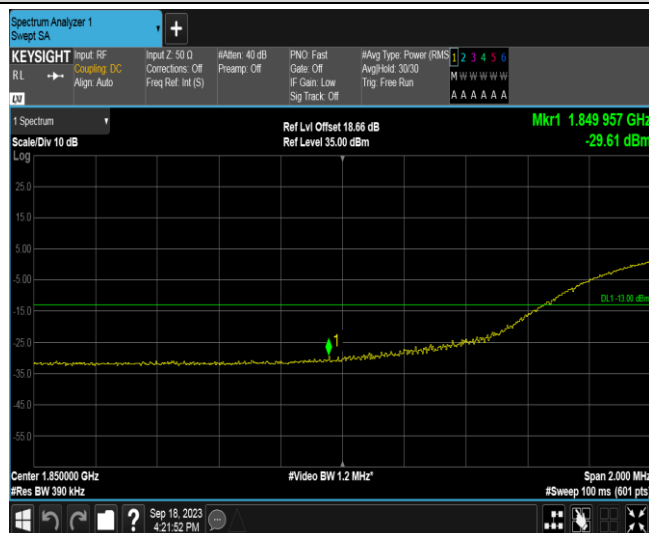 Spectrum Analyzer 1
Swept SA
KEYSIGHT
RL
Input: RF
Coupling: DC
Align: Auto
Input Z: 50 Ω
Corrections: Off
Freq Ref: Int (S)
#Atten: 40 dB
Preamp: Off
PNO: Fast
Gate: Off
IF Gain: Low
Sig Track: Off
#Avg Type: Power (RMS
Avg|Hold: 30/30
Trig: Free Run
1 2 3 4 5 6
M W W W W W
A A A A A A
LXI
1 Spectrum
Scale/Div 10 dB
Ref Lvl Offset 18.66 dB
Ref Level 35.00 dBm
Mkr1 1.849 957 GHz
-29.61 dBm
Log
25.0
15.0
5.00
-5.00
DL1 -13.00 dBm
-15.0
1
-25.0
-35.0
-45.0
-55.0
Center 1.850000 GHz
#Video BW 1.2 MHz*
Span 2.000 MHz
#Res BW 390 kHz
#Sweep 100 ms (601 pts)
?
Sep 18, 2023
4:21:52 PM